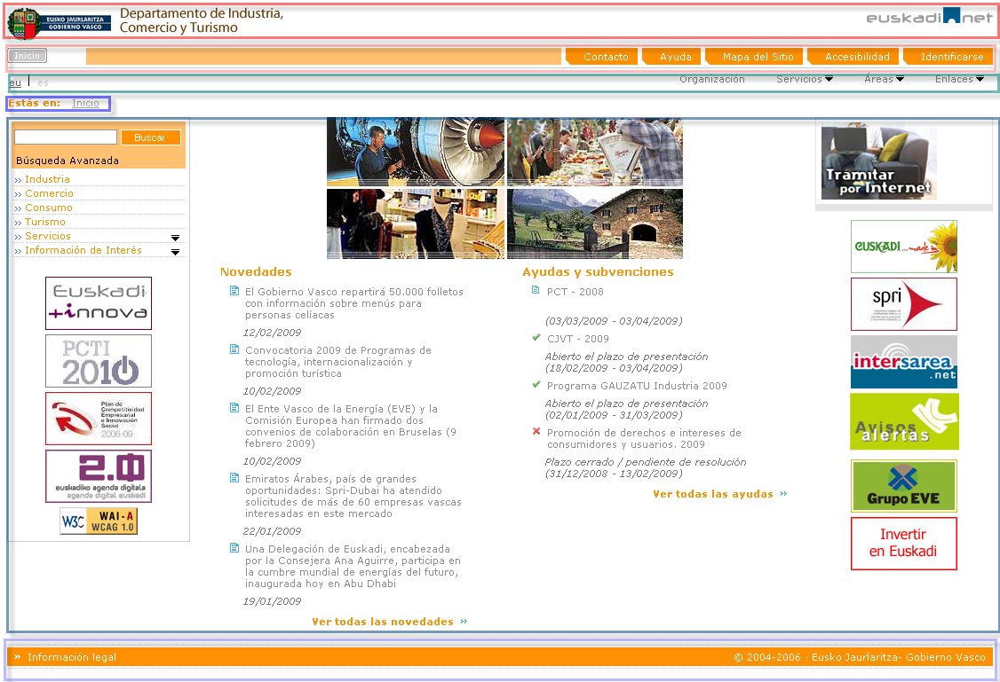 EUSKO JAURLARITZA
GOBIERNO VASCO
Departamento de Industria,
Comercio y Turismo
euskadi.net
Inicio
Contacto
Ayuda
Mapa del Sitio
Accesibilidad
Identificarse
eu
es
Organización
Servicios
Áreas
Enlaces
Estás en: Inicio
Buscar
Búsqueda Avanzada
›› Industria
›› Comercio
›› Consumo
›› Turismo
›› Servicios
›› Información de Interés
Euskadi
+innova
PCTI
2010
Plan de
Competitividad
Empresarial
e Innovación
Social
2006-09
2.0
euskadiko agenda digitala
agenda digital euskadi
W3C WAI-A
WCAG 1.0
Novedades
El Gobierno Vasco repartirá 50.000 folletos
con información sobre menús para
personas celíacas
12/02/2009
Convocatoria 2009 de Programas de
tecnología, internacionalización y
promoción turistica
10/02/2009
El Ente Vasco de la Energía (EVE) y la
Comisión Europea han firmado dos
convenios de colaboración en Bruselas (9
febrero 2009)
10/02/2009
Emiratos Árabes, país de grandes
oportunidades: Spri-Dubai ha atendido
solicitudes de más de 60 empresas vascas
interesadas en este mercado
22/01/2009
Una Delegación de Euskadi, encabezada
por la Consejera Ana Aguirre, participa en
la cumbre mundial de energías del futuro,
inaugurada hoy en Abu Dhabi
19/01/2009
Ver todas las novedades ››
Ayudas y subvenciones
PCT - 2008
(03/03/2009 - 03/04/2009)
CJVT - 2009
Abierto el plazo de presentación
(18/02/2009 - 03/04/2009)
Programa GAUZATU Industria 2009
Abierto el plazo de presentación
(02/01/2009 - 31/03/2009)
Promoción de derechos e intereses de
consumidores y usuarios. 2009
Plazo cerrado / pendiente de resolución
(31/12/2008 - 13/02/2009)
Ver todas las ayudas ››
Tramitar
por Internet
EUSKADI ...made in
spri
intersarea
.net
Avisos
alertas
Grupo EVE
Invertir
en Euskadi
» Información legal
© 2004-2006 · Eusko Jaurlaritza- Gobierno Vasco